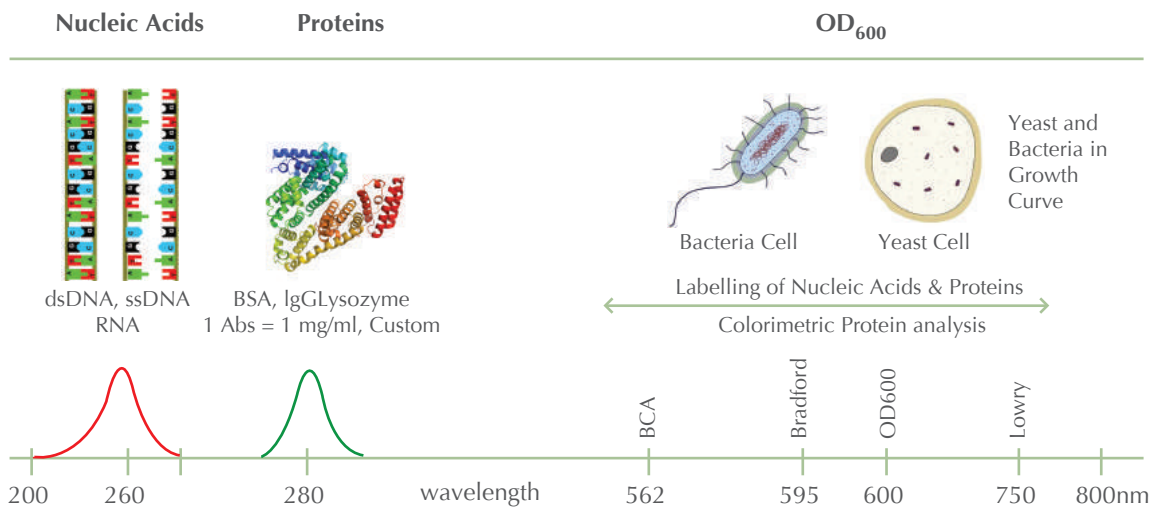 Nucleic Acids
Proteins
OD600
dsDNA, ssDNA
RNA
BSA, IgGLysozyme
1 Abs = 1 mg/ml, Custom
Bacteria Cell
Yeast Cell
Yeast and
Bacteria in
Growth
Curve
Labelling of Nucleic Acids & Proteins
Colorimetric Protein analysis
BCA
Bradford
OD600
Lowry
200
260
280
wavelength
562
595
600
750
800nm